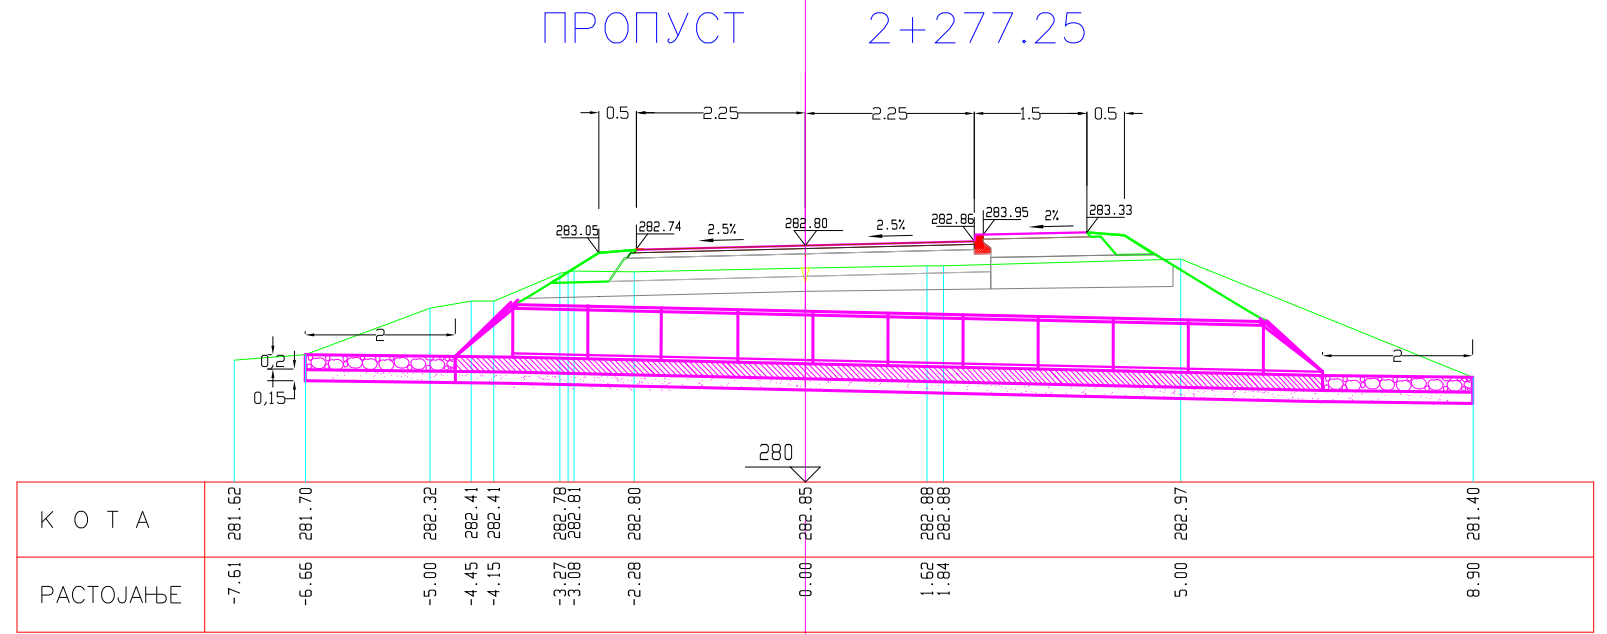 ПРОПУСТ 2+277.25
0.5 2.25 2.25 1.5 0.5
283.05 282.74 2.5% 282.80 2.5% 282.86 283.95 2% 283.33
2 2
0,2
0,15
280
КОТА 281.62 281.70 282.32 282.41 282.41 282.78 282.81 282.80 282.85 282.88 282.88 282.97 281.40
РАСТОЈАЊЕ -7.61 -6.66 -5.00 -4.45 -4.15 -3.27 -3.08 -2.28 0.00 1.62 1.84 5.00 8.90